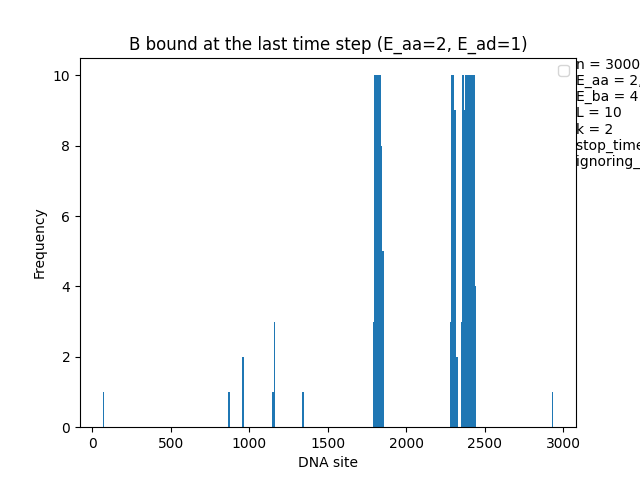 B bound at the last time step (E_aa=2, E_ad=1)
n = 3000
E_aa = 2,
E_ba = 4
L = 10
k = 2
stop_time
ignoring_
Frequency
10
8
6
4
2
0
0 500 1000 1500 2000 2500 3000
DNA site